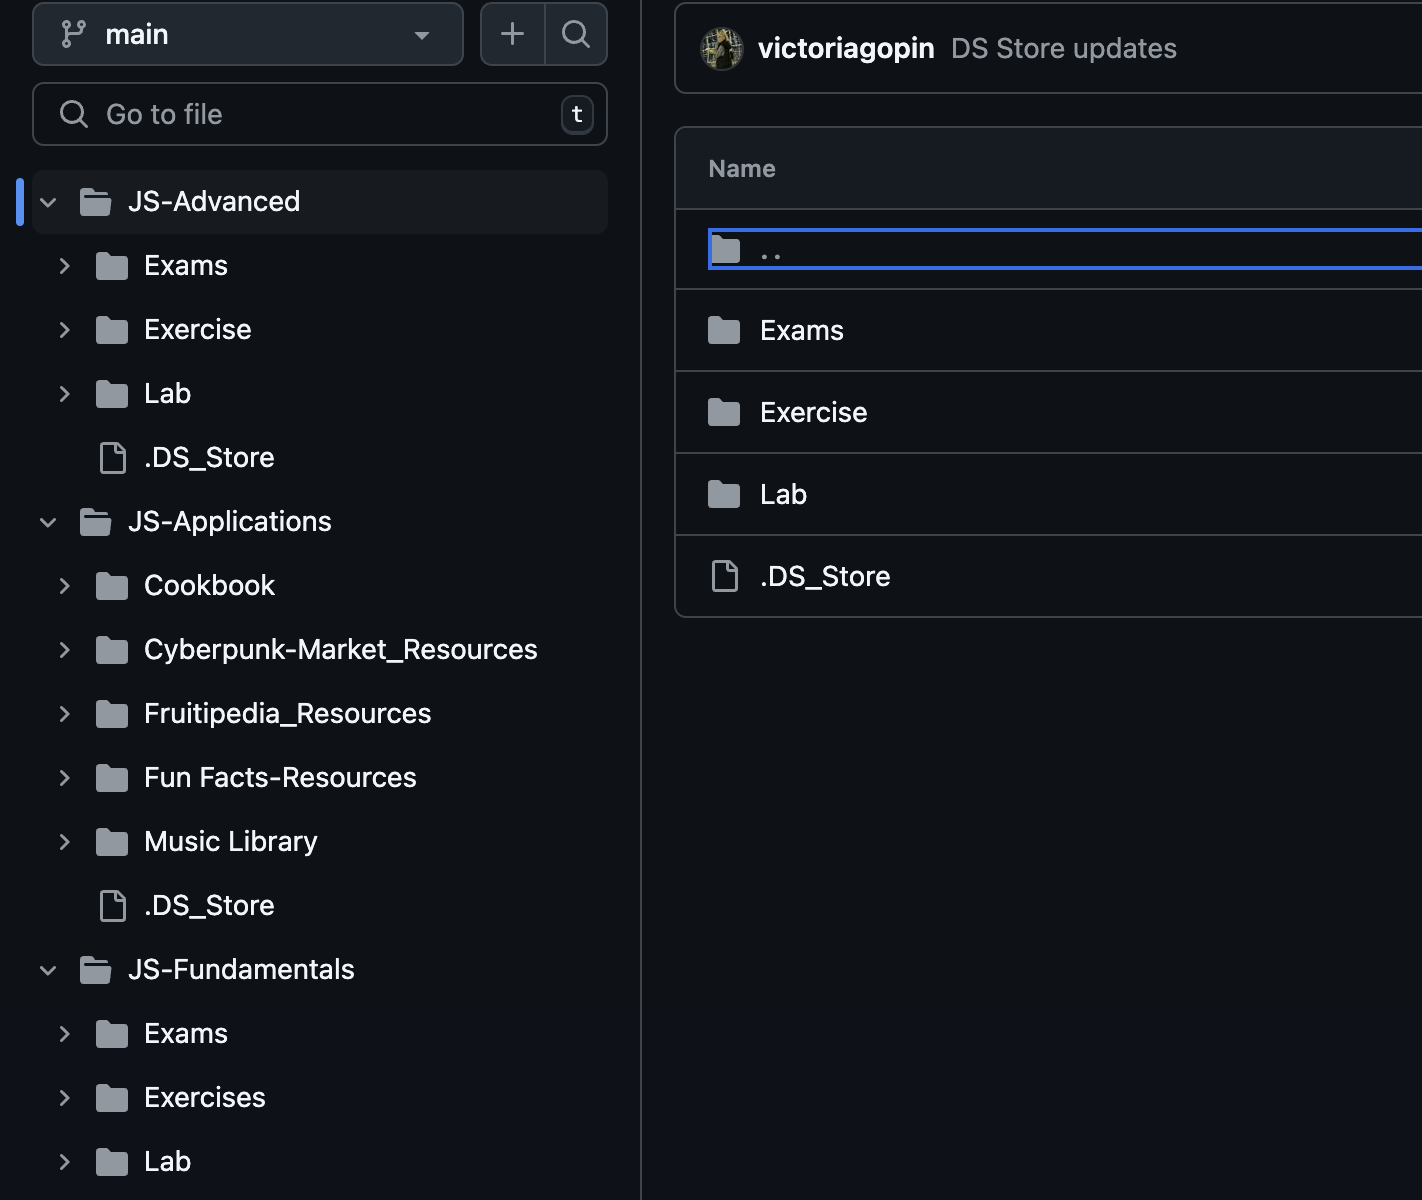 main
Go to file
t
JS-Advanced
Exams
Exercise
Lab
.DS_Store
JS-Applications
Cookbook
Cyberpunk-Market_Resources
Fruitipedia_Resources
Fun Facts-Resources
Music Library
.DS_Store
JS-Fundamentals
Exams
Exercises
Lab
victoriagopin DS Store updates
Name
..
Exams
Exercise
Lab
.DS_Store